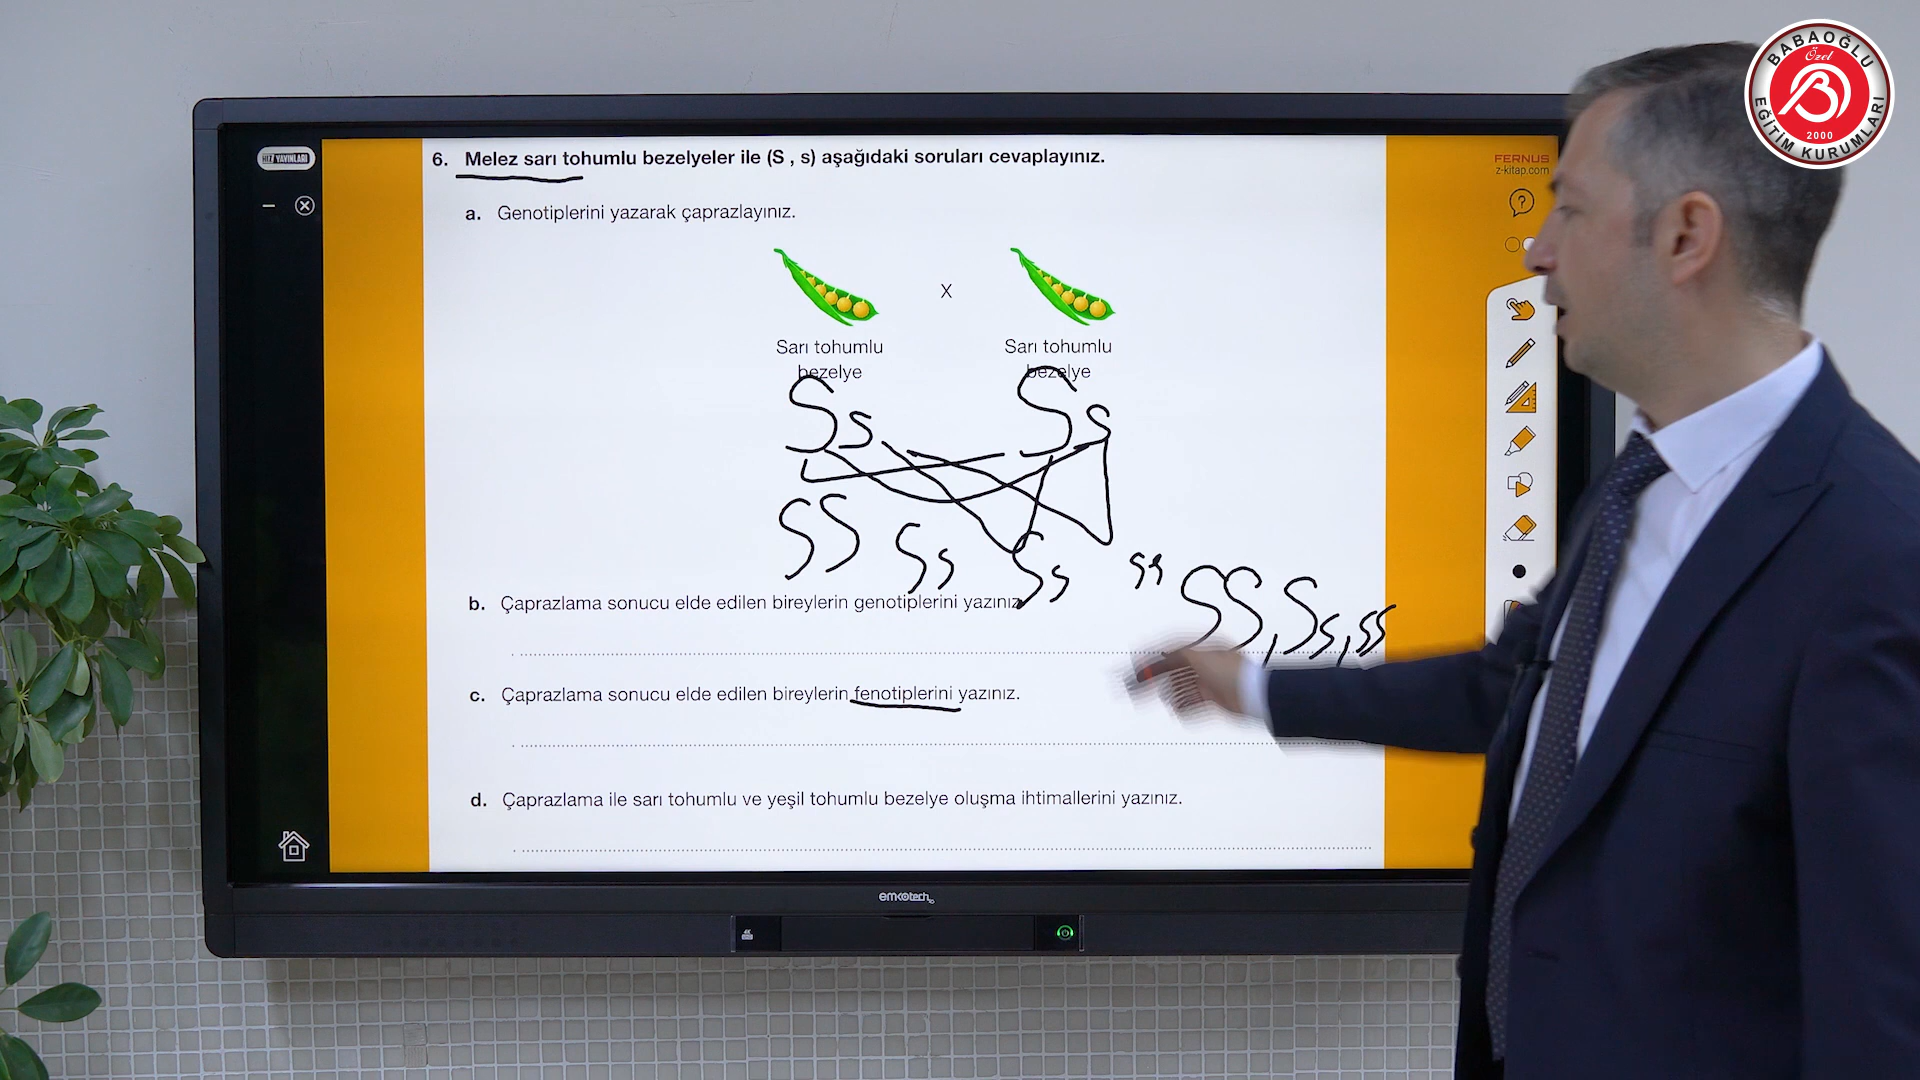 BABAOĞLU
Özel
B
2000
EĞİTİM KURUMLARI
HIZ YAYINLARI
FERNUS
z-kitap.com
6. Melez sarı tohumlu bezelyeler ile (S , s) aşağıdaki soruları cevaplayınız.
a. Genotiplerini yazarak çaprazlayınız.
X
Sarı tohumlu bezelye
Sarı tohumlu bezelye
Ss Ss
SS Ss Ss ss
b. Çaprazlama sonucu elde edilen bireylerin genotiplerini yazınız.
SS, Ss, ss
c. Çaprazlama sonucu elde edilen bireylerin fenotiplerini yazınız.
d. Çaprazlama ile sarı tohumlu ve yeşil tohumlu bezelye oluşma ihtimallerini yazınız.
emkotech